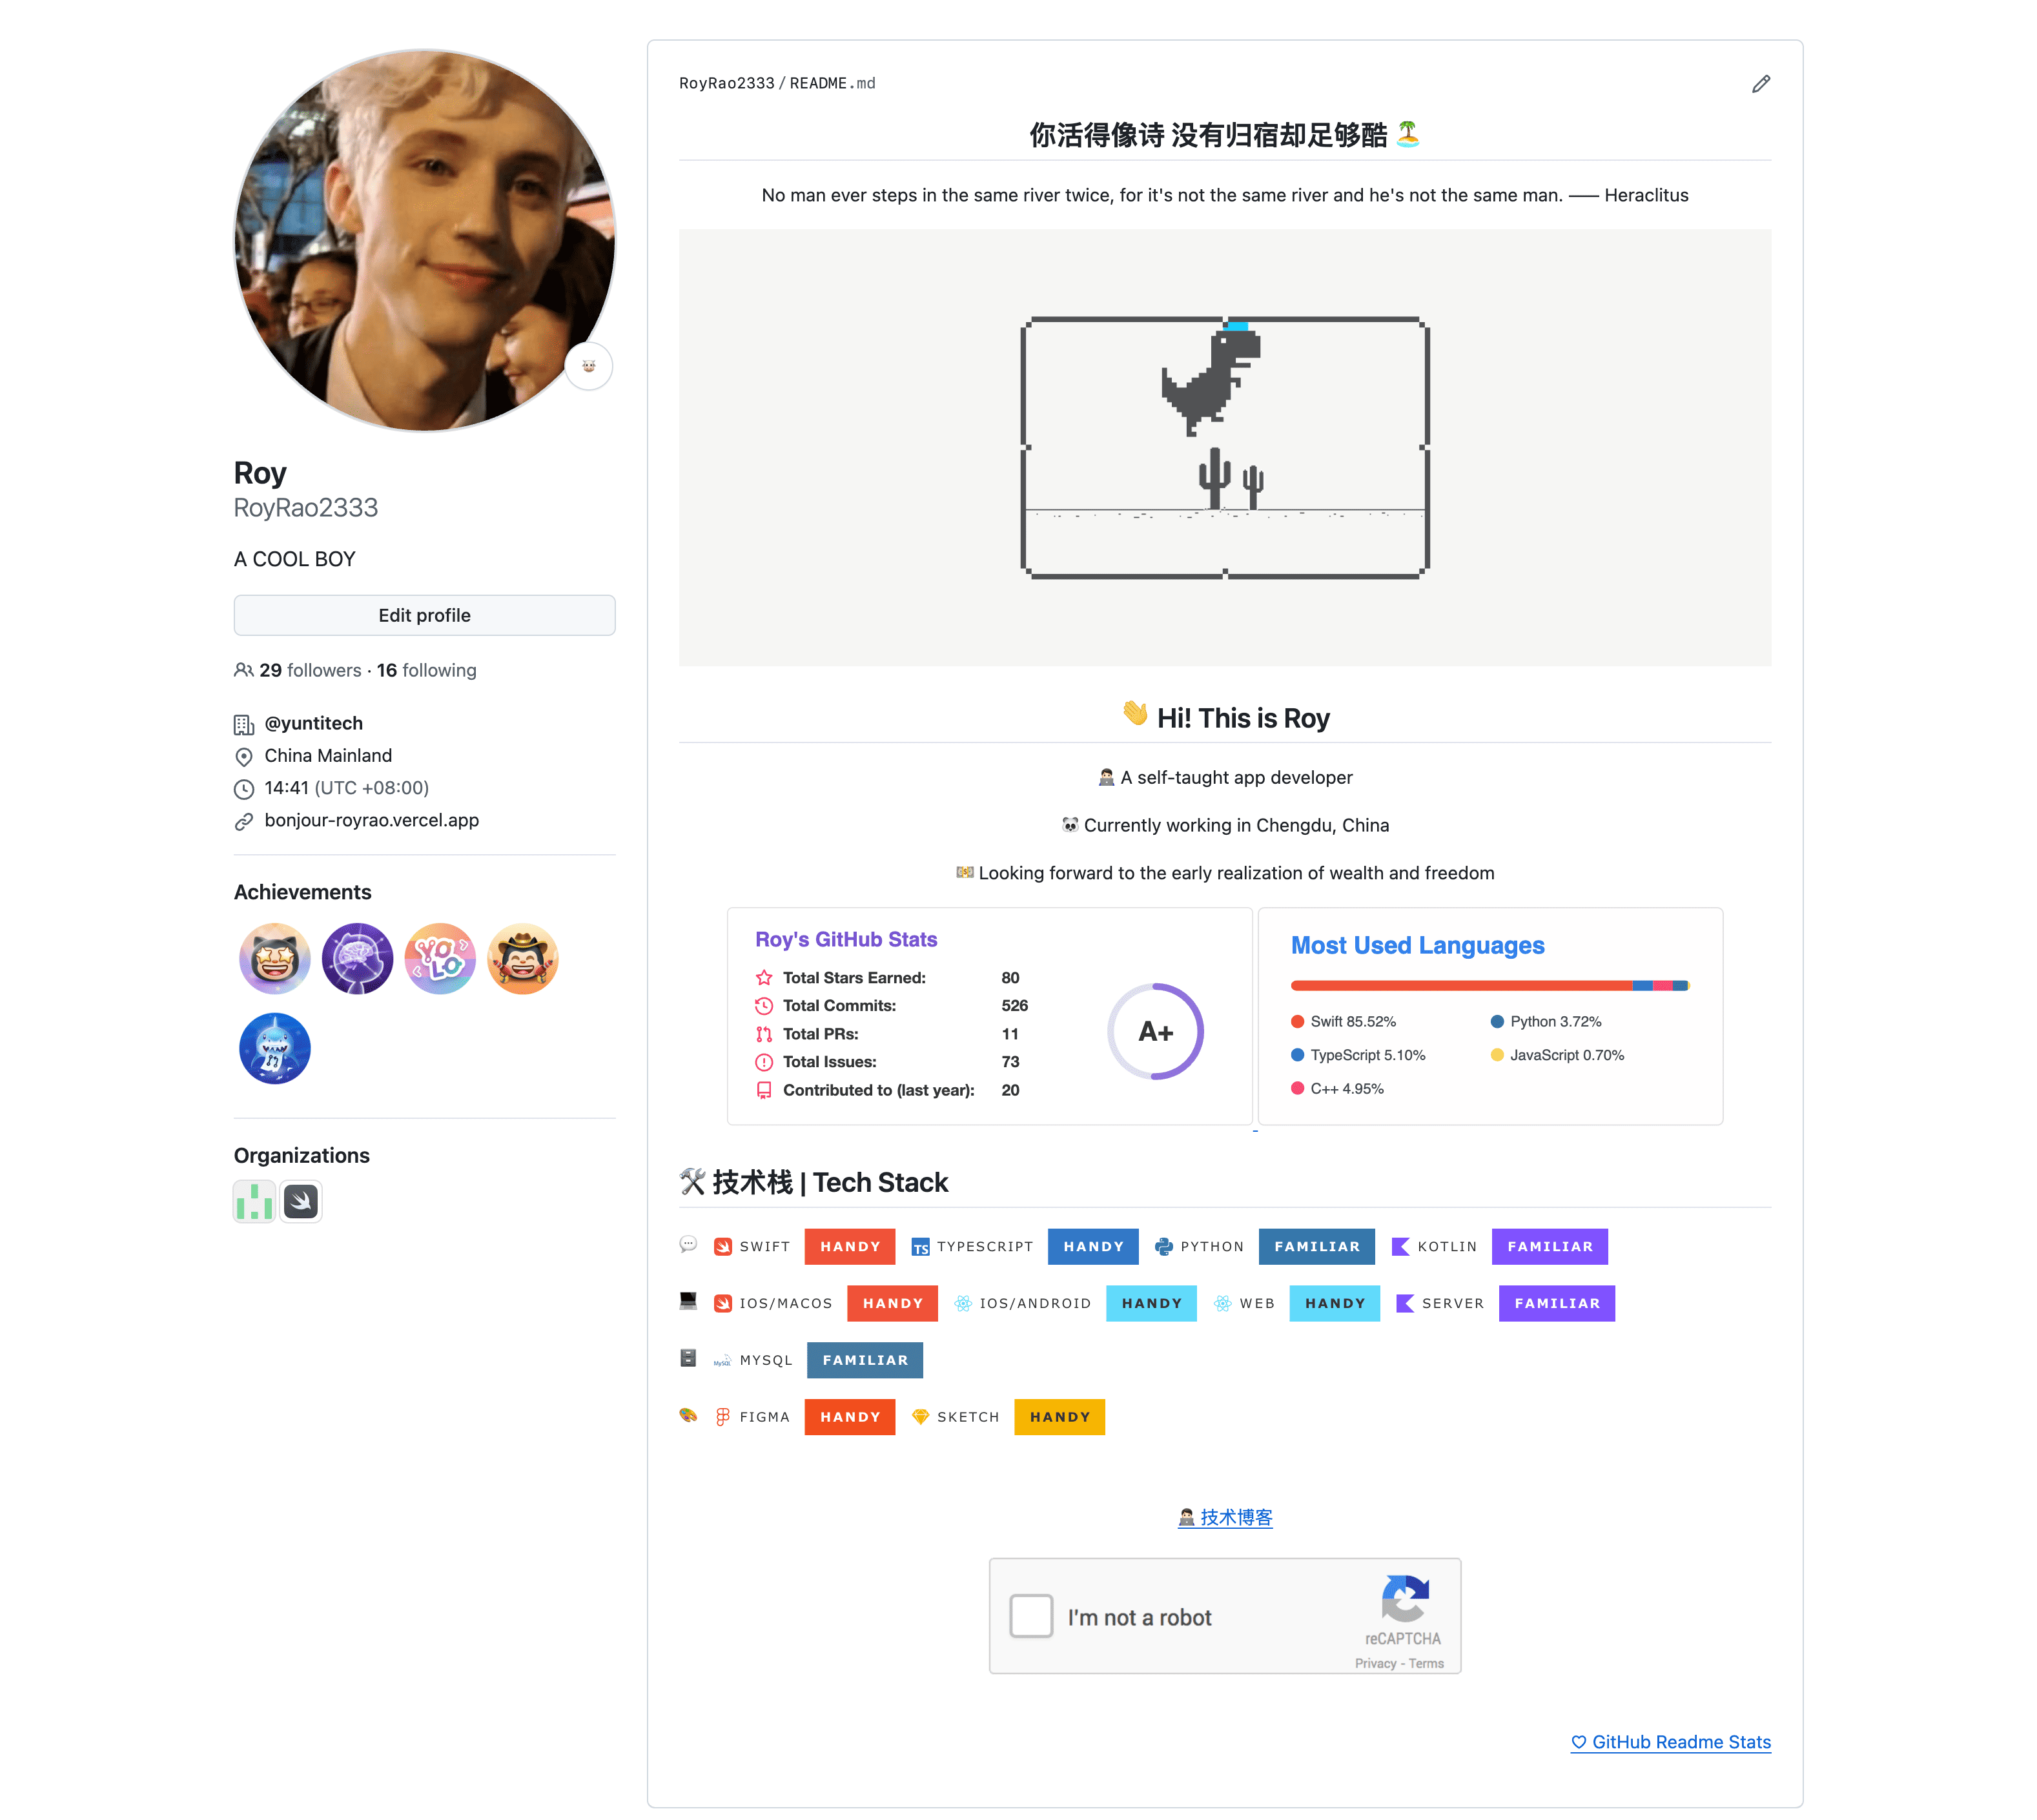 Roy
RoyRao2333
A COOL BOY
Edit profile
29 followers · 16 following
@yuntitech
China Mainland
14:41 (UTC +08:00)
bonjour-royrao.vercel.app
Achievements
YOLO
Organizations
RoyRao2333 / README.md
你活得像诗 没有归宿却足够酷 🏝️
No man ever steps in the same river twice, for it's not the same river and he's not the same man. —— Heraclitus
👋 Hi! This is Roy
👨🏻‍💻 A self-taught app developer
🐼 Currently working in Chengdu, China
💵 Looking forward to the early realization of wealth and freedom
Roy's GitHub Stats
Total Stars Earned: 80
Total Commits: 526
Total PRs: 11
Total Issues: 73
Contributed to (last year): 20
A+
Most Used Languages
Swift 85.52%
TypeScript 5.10%
C++ 4.95%
Python 3.72%
JavaScript 0.70%
🛠 技术栈 | Tech Stack
💬 SWIFT HANDY TS TYPESCRIPT HANDY PYTHON FAMILIAR KOTLIN FAMILIAR
💻 IOS/MACOS HANDY IOS/ANDROID HANDY WEB HANDY SERVER FAMILIAR
🗄 MySQL MYSQL FAMILIAR
🎨 FIGMA HANDY SKETCH HANDY
👨🏻‍💻 技术博客
I'm not a robot
reCAPTCHA
Privacy - Terms
GitHub Readme Stats